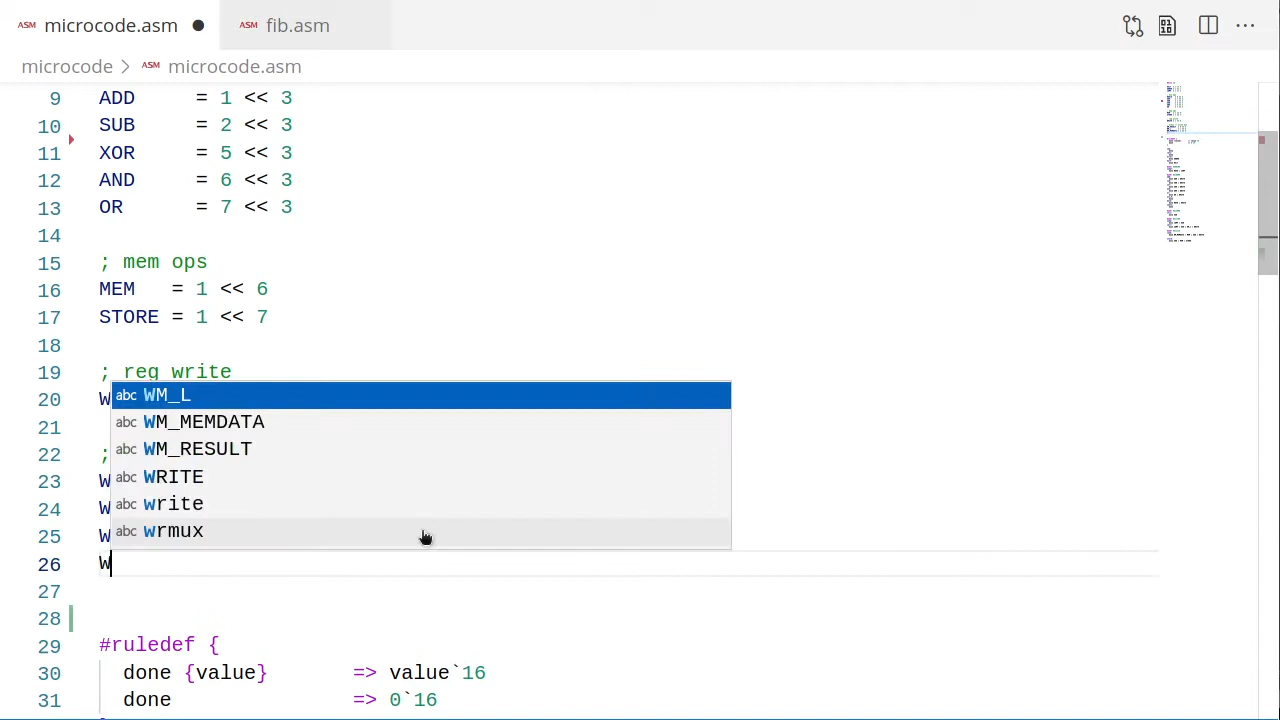 ASM microcode.asm ASM fib.asm
microcode > ASM microcode.asm
9 ADD = 1 << 3
10 SUB = 2 << 3
11 XOR = 5 << 3
12 AND = 6 << 3
13 OR = 7 << 3
14
15 ; mem ops
16 MEM = 1 << 6
17 STORE = 1 << 7
18
19 ; reg write
20 W
abc WM_L
21
abc WM_MEMDATA
22 ;
abc WM_RESULT
23 W
abc WRITE
24 W
abc write
25 W
abc wrmux
26 W
27
28
29 #ruledef {
30 done {value} => value`16
31 done => 0`16